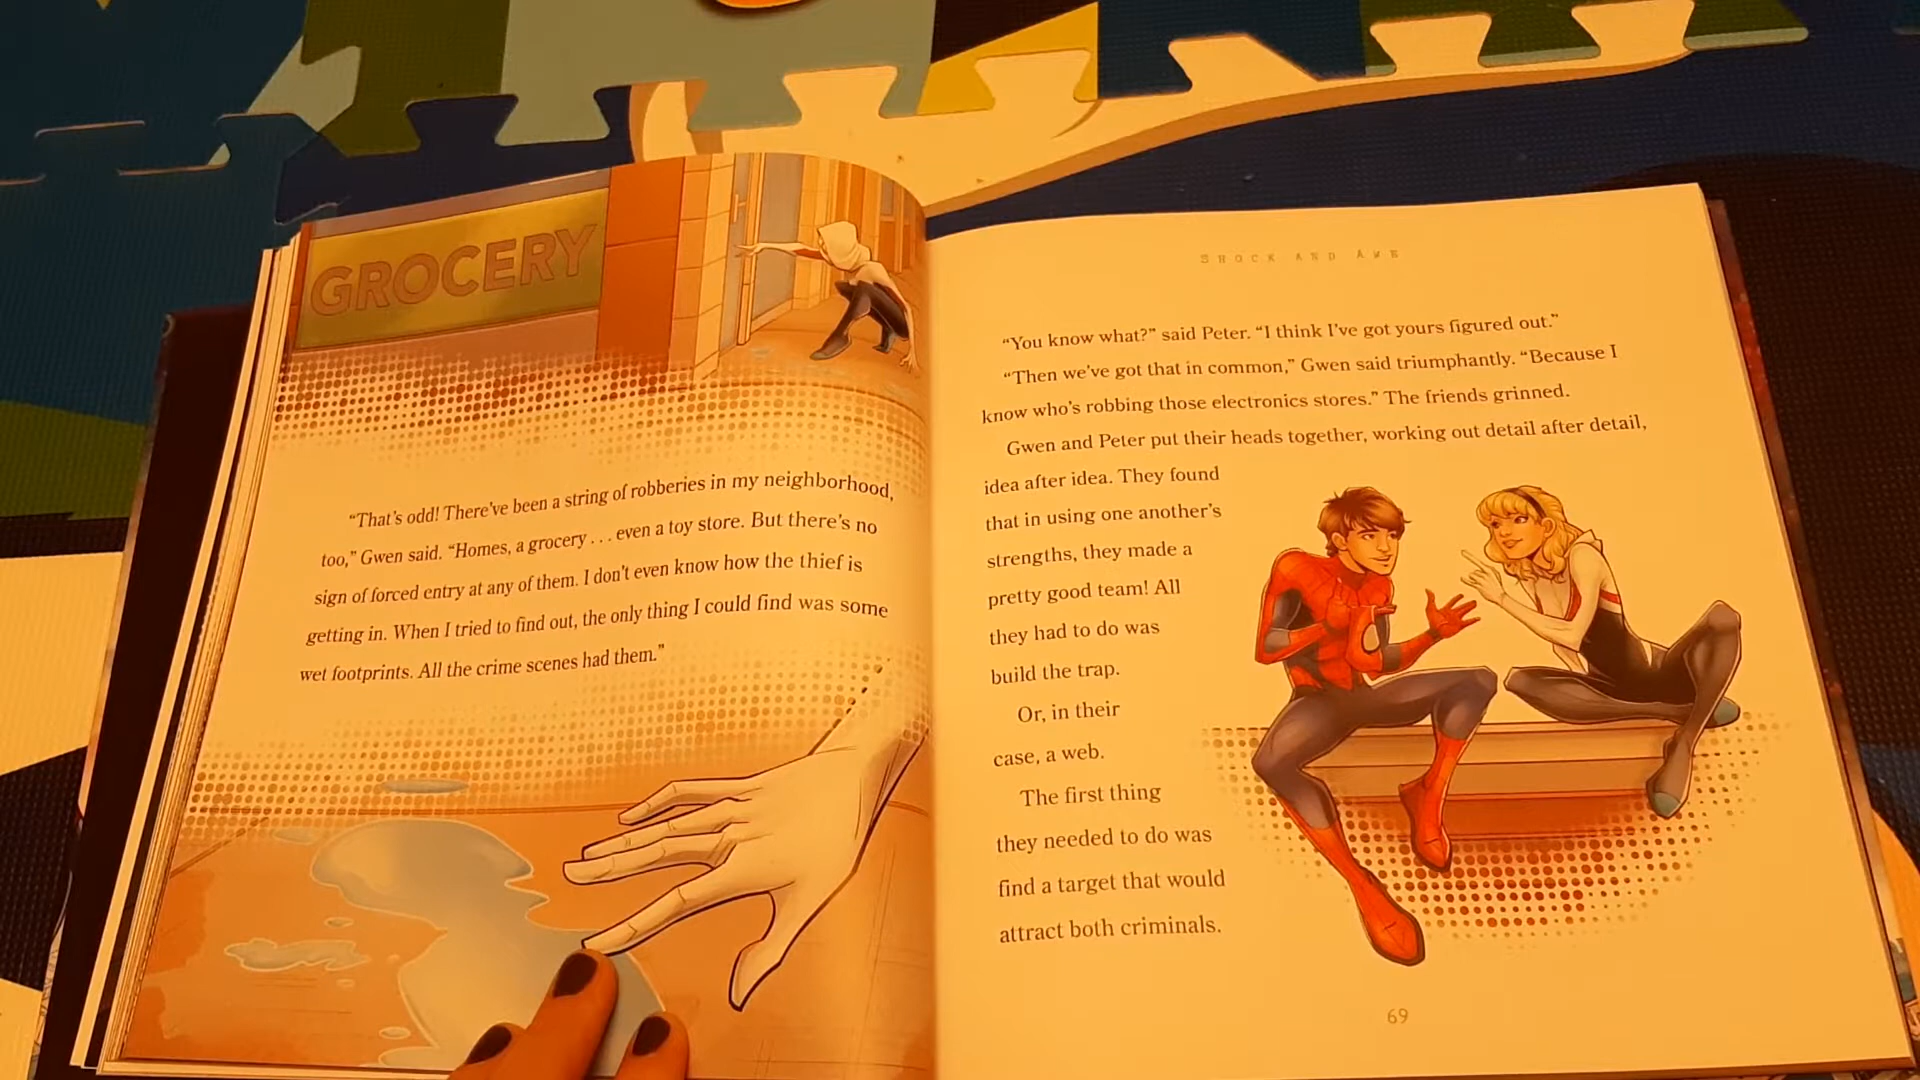 GROCERY
“That’s odd! There’ve been a string of robberies in my neighborhood,
too,” Gwen said. “Homes, a grocery . . . even a toy store. But there’s no
sign of forced entry at any of them. I don’t even know how the thief is
getting in. When I tried to find out, the only thing I could find was some
wet footprints. All the crime scenes had them.”
SHOCK AND AWE
“You know what?” said Peter. “I think I’ve got yours figured out.”
“Then we’ve got that in common,” Gwen said triumphantly. “Because I
know who’s robbing those electronics stores.” The friends grinned.
Gwen and Peter put their heads together, working out detail after detail,
idea after idea. They found
that in using one another’s
strengths, they made a
pretty good team! All
they had to do was
build the trap.
Or, in their
case, a web.
The first thing
they needed to do was
find a target that would
attract both criminals.
69